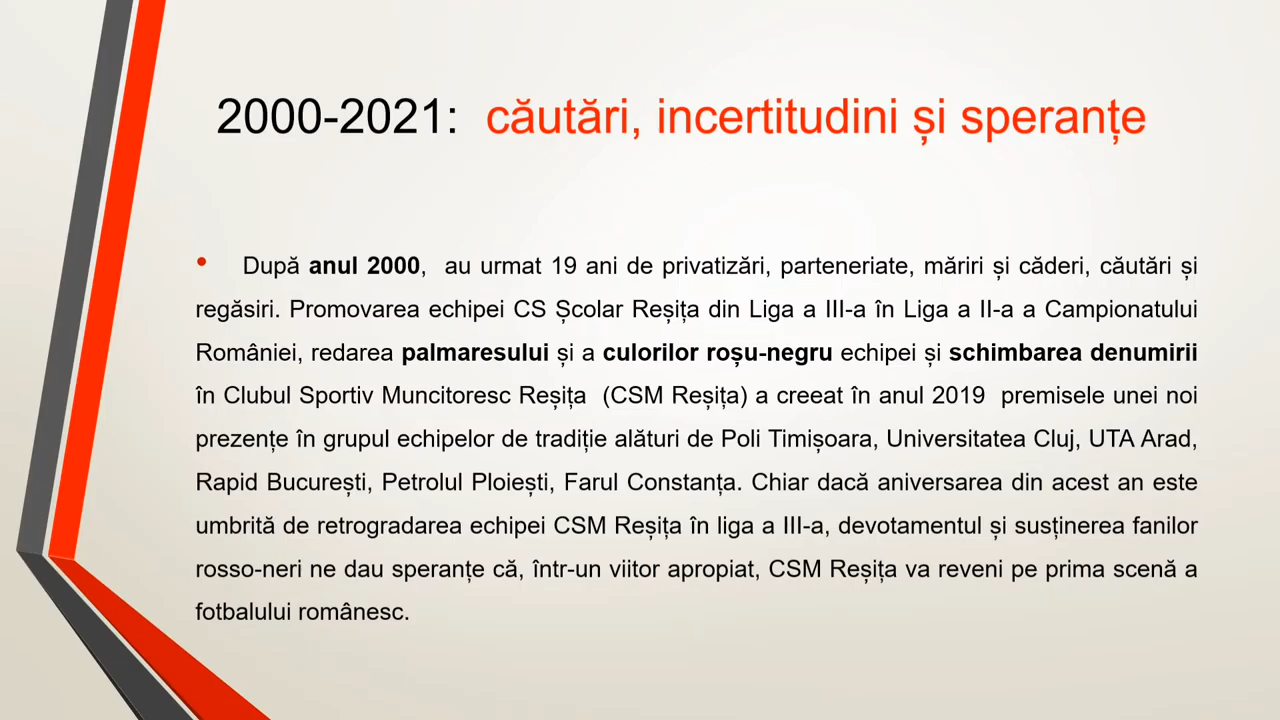 2000-2021: căutări, incertitudini și speranțe
• După anul 2000, au urmat 19 ani de privatizări, parteneriate, măriri și căderi, căutări și
regăsiri. Promovarea echipei CS Școlar Reșița din Liga a III-a în Liga a II-a a Campionatului
României, redarea palmaresului și a culorilor roșu-negru echipei și schimbarea denumirii
în Clubul Sportiv Muncitoresc Reșița (CSM Reșița) a creeat în anul 2019 premisele unei noi
prezențe în grupul echipelor de tradiție alături de Poli Timișoara, Universitatea Cluj, UTA Arad,
Rapid București, Petrolul Ploiești, Farul Constanța. Chiar dacă aniversarea din acest an este
umbrită de retrogradarea echipei CSM Reșița în liga a III-a, devotamentul și susținerea fanilor
rosso-neri ne dau speranțe că, într-un viitor apropiat, CSM Reșița va reveni pe prima scenă a
fotbalului românesc.